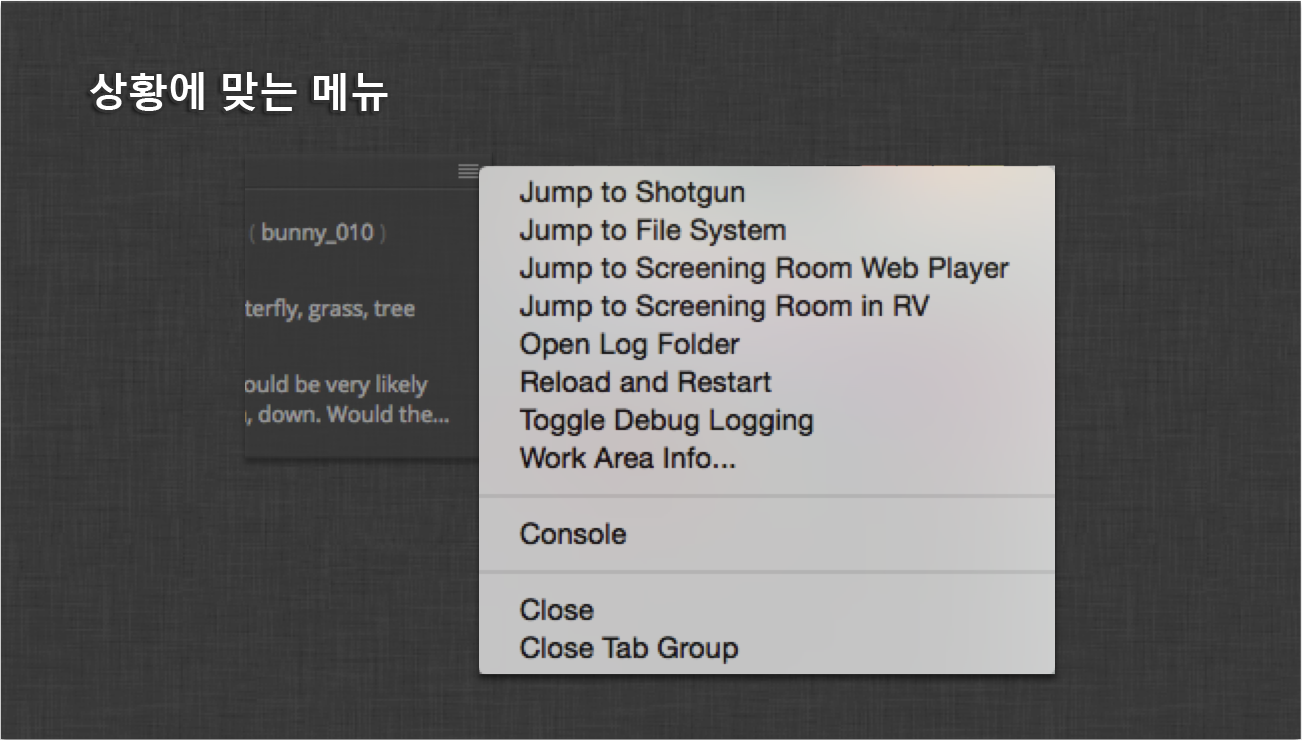 상황에 맞는 메뉴
( bunny_010 )
terfly, grass, tree
ould be very likely
, down. Would the...
Jump to Shotgun
Jump to File System
Jump to Screening Room Web Player
Jump to Screening Room in RV
Open Log Folder
Reload and Restart
Toggle Debug Logging
Work Area Info...
Console
Close
Close Tab Group